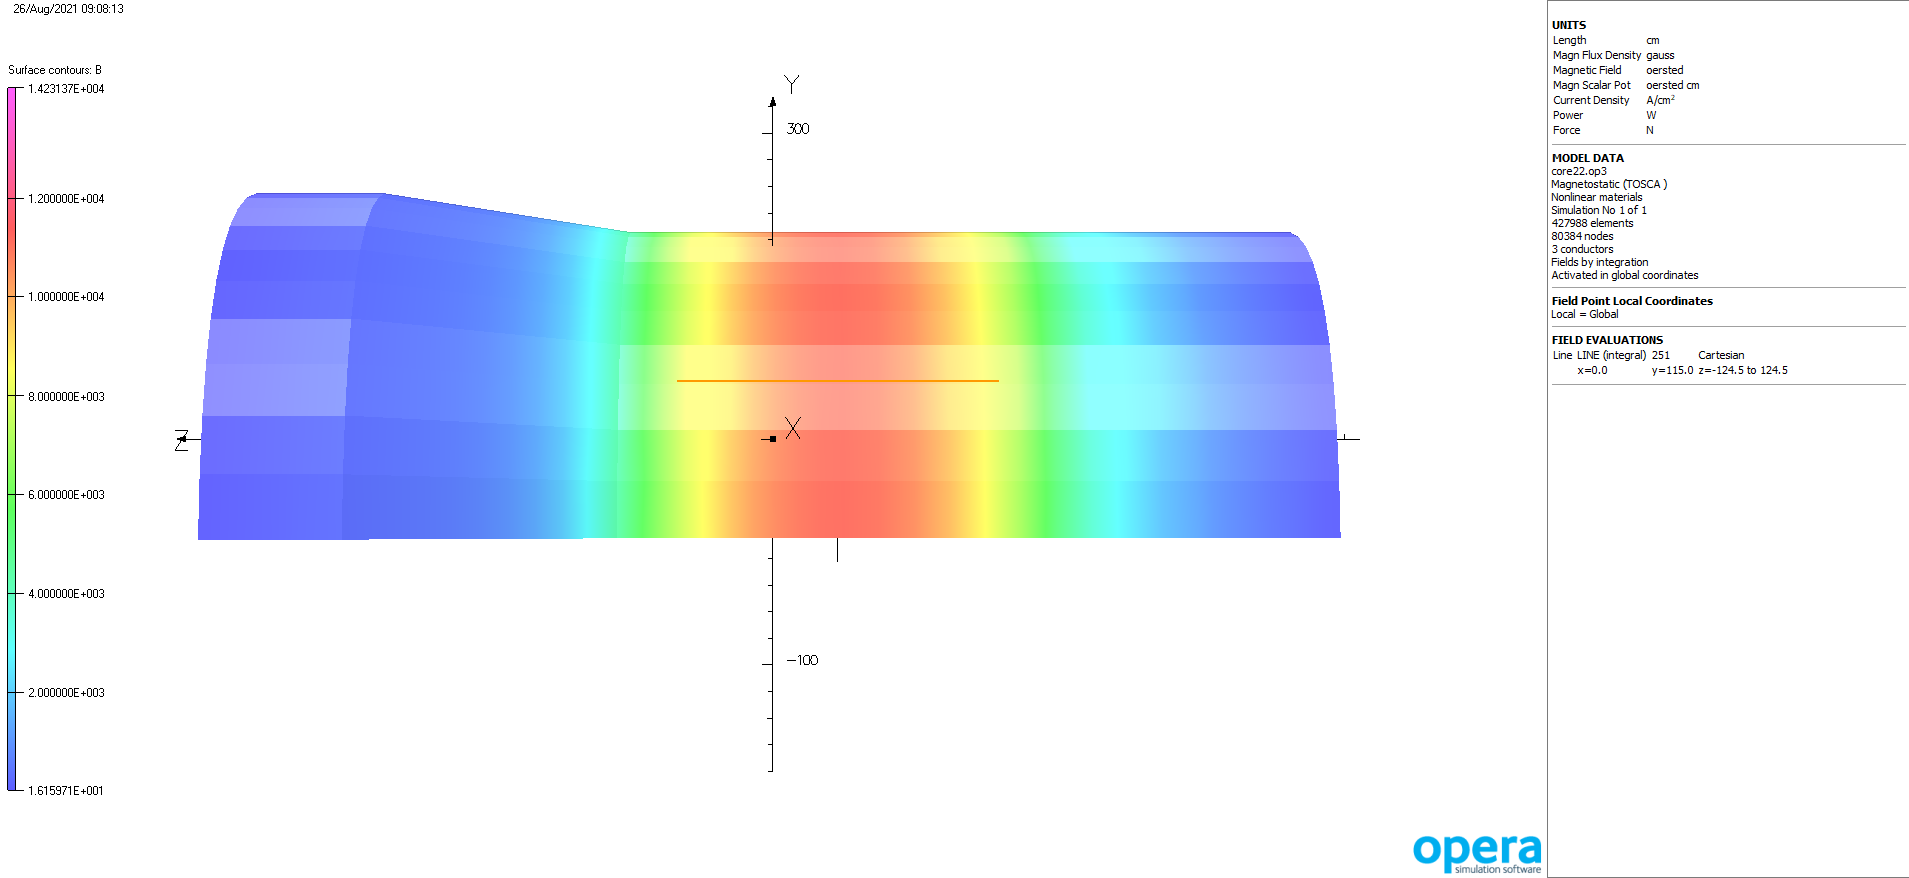 26/Aug/2021 09:08:13
Surface contours: B
1.423137E+004
1.200000E+004
1.000000E+004
8.000000E+003
6.000000E+003
4.000000E+003
2.000000E+003
1.615971E+001
Y
300
X
Z
-100
opera
simulation software
UNITS
Length cm
Magn Flux Density gauss
Magnetic Field oersted
Magn Scalar Pot oersted cm
Current Density A/cm²
Power W
Force N
MODEL DATA
core22.op3
Magnetostatic (TOSCA )
Nonlinear materials
Simulation No 1 of 1
427988 elements
80384 nodes
3 conductors
Fields by integration
Activated in global coordinates
Field Point Local Coordinates
Local = Global
FIELD EVALUATIONS
Line LINE (integral) 251 Cartesian
x=0.0 y=115.0 z=-124.5 to 124.5